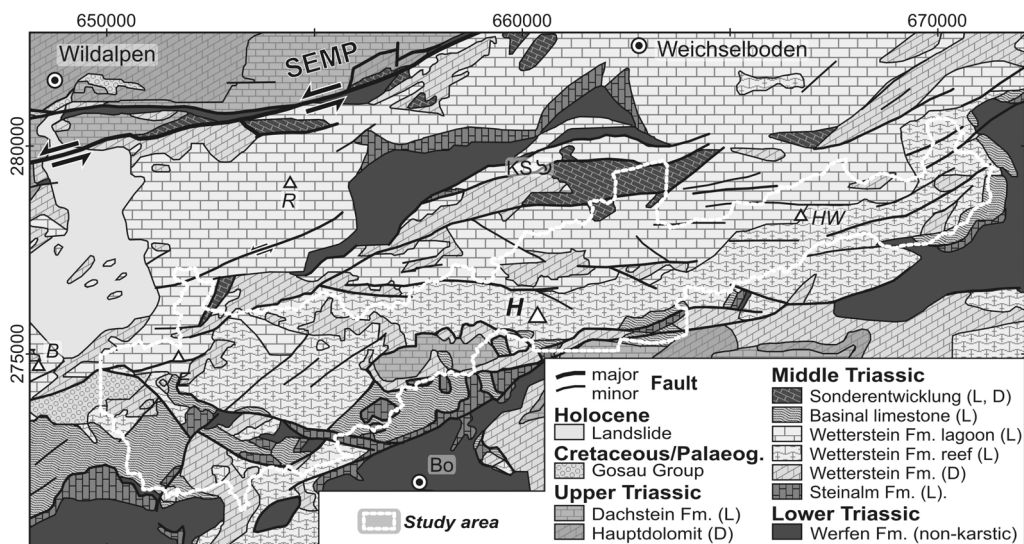 650000
660000
670000
Wildalpen
SEMP
Weichselboden
280000
KS
R
HW
H
275000
B
Bo
major
minor
Fault
Holocene
Landslide
Cretaceous/Palaeog.
Gosau Group
Upper Triassic
Dachstein Fm. (L)
Hauptdolomit (D)
Study area
Middle Triassic
Sonderentwicklung (L, D)
Basinal limestone (L)
Wetterstein Fm. lagoon (L)
Wetterstein Fm. reef (L)
Wetterstein Fm. (D)
Steinalm Fm. (L).
Lower Triassic
Werfen Fm. (non-karstic)